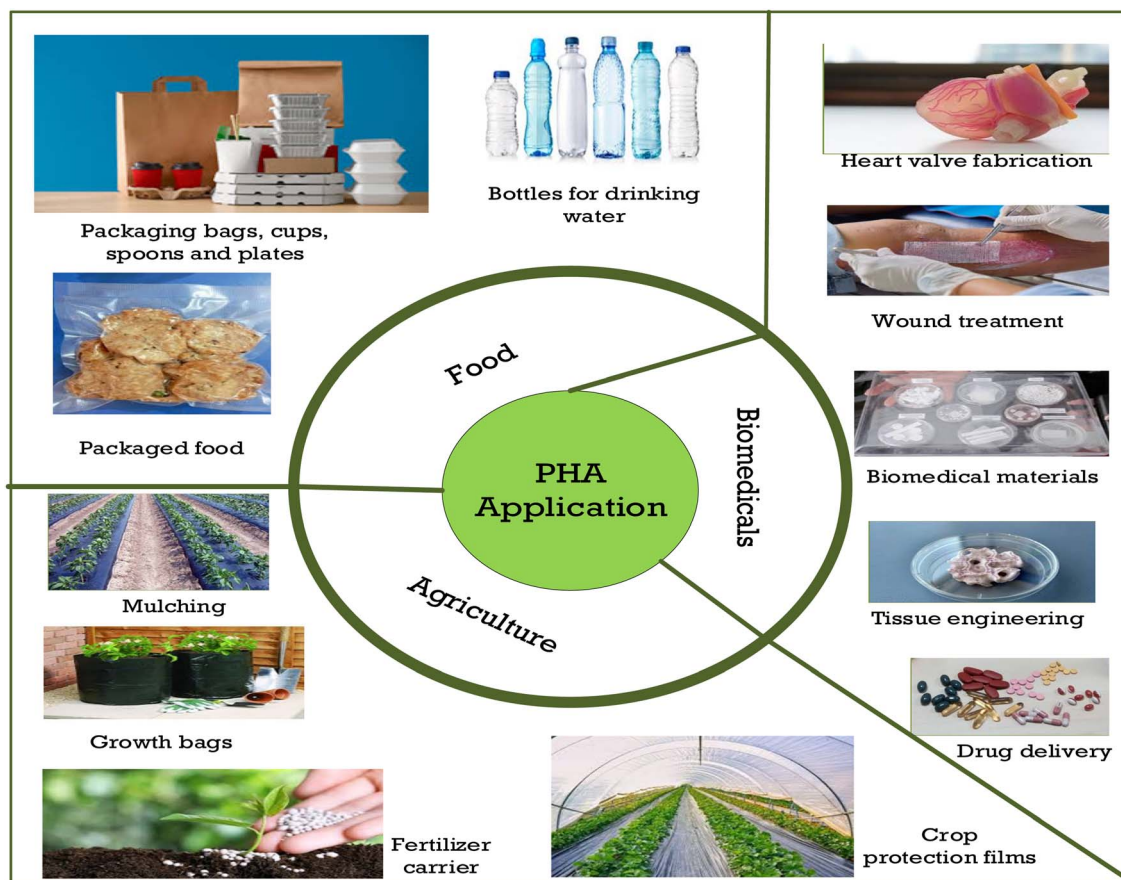 Packaging bags, cups,
spoons and plates
Bottles for drinking
water
Packaged food
Heart valve fabrication
Wound treatment
Biomedical materials
Tissue engineering
Drug delivery
Food
Biomedicals
Agriculture
PHA
Application
Mulching
Growth bags
Fertilizer
carrier
Crop
protection films